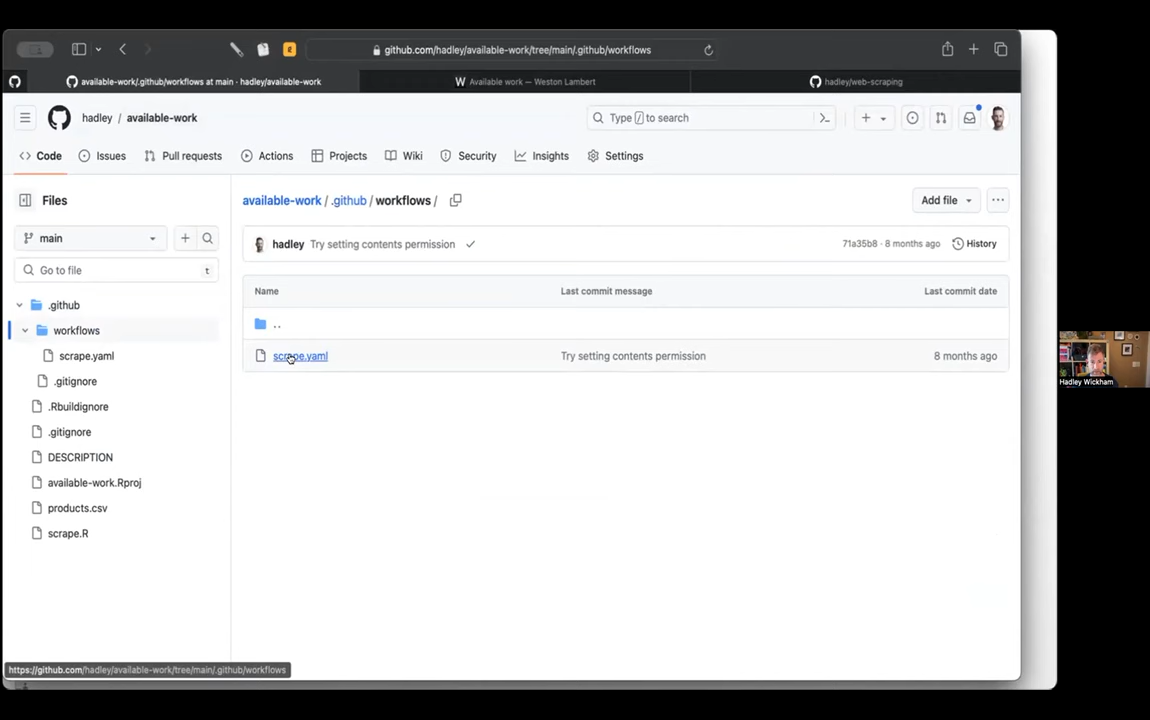 github.com/hadley/available-work/tree/main/.github/workflows
available-work/.github/workflows at main · hadley/available-work
W Available work — Weston Lambert
hadley/web-scraping
hadley / available-work
Type / to search
Code
Issues
Pull requests
Actions
Projects
Wiki
Security
Insights
Settings
Files
available-work / .github / workflows /
Add file
main
hadley Try setting contents permission
71a35b8 · 8 months ago
History
Go to file
t
Name
Last commit message
Last commit date
.github
..
workflows
scrape.yaml
scrape.yaml
Try setting contents permission
8 months ago
.gitignore
.Rbuildignore
.gitignore
DESCRIPTION
available-work.Rproj
products.csv
scrape.R
https://github.com/hadley/available-work/tree/main/.github/workflows
Hadley Wickham